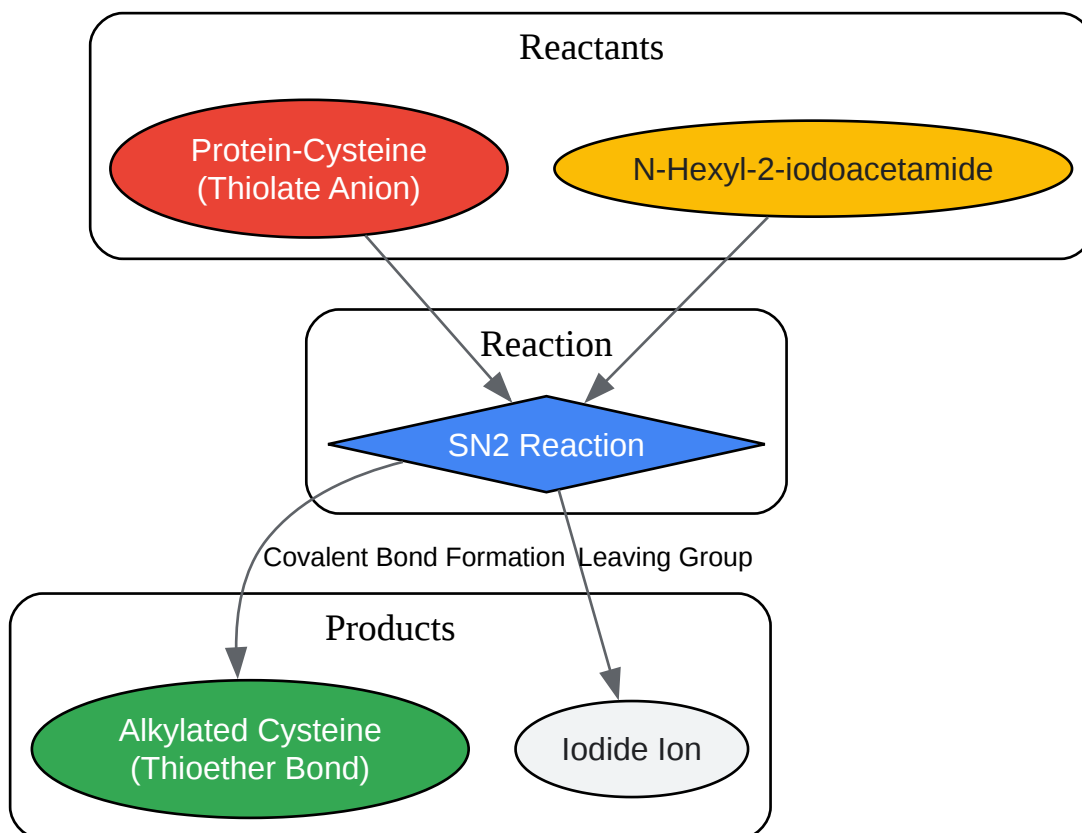 Reactants
Protein-Cysteine
(Thiolate Anion)
N-Hexyl-2-iodoacetamide
Reaction
SN2 Reaction
Covalent Bond Formation
Leaving Group
Products
Alkylated Cysteine
(Thioether Bond)
Iodide Ion